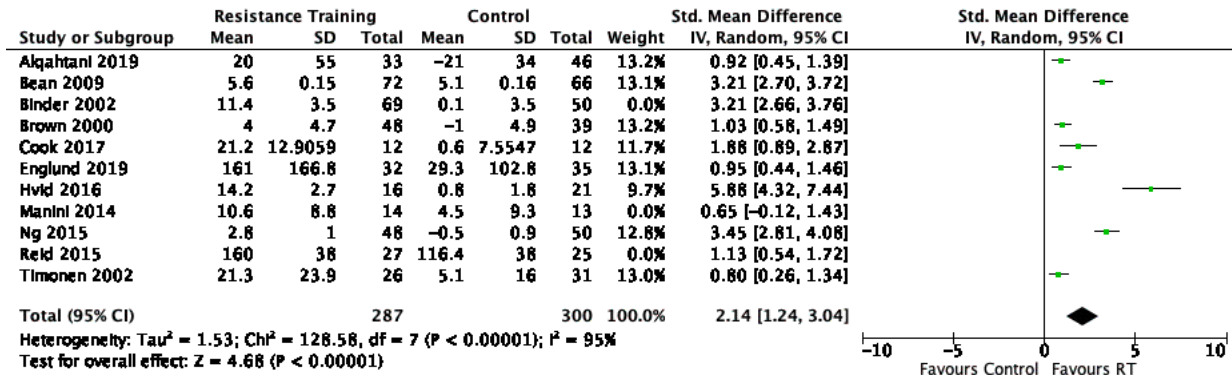 Resistance Training Control Std. Mean Difference Std. Mean Difference
Study or Subgroup Mean SD Total Mean SD Total Weight IV, Random, 95% CI IV, Random, 95% CI
Alqahtani 2019 20 55 33 −21 34 46 13.2% 0.92 [0.45, 1.39]
Bean 2009 5.6 0.15 72 5.1 0.16 66 13.1% 3.21 [2.70, 3.72]
Binder 2002 11.4 3.5 69 0.1 3.5 50 0.0% 3.21 [2.66, 3.76]
Brown 2000 4 4.7 48 −1 4.9 39 13.2% 1.03 [0.58, 1.49]
Cook 2017 21.2 12.9059 12 0.6 7.5547 12 11.7% 1.88 [0.89, 2.87]
Englund 2019 161 166.8 32 29.3 102.8 35 13.1% 0.95 [0.44, 1.46]
Hvid 2016 14.2 2.7 16 0.8 1.8 21 9.7% 5.88 [4.32, 7.44]
Manini 2014 10.6 8.8 14 4.5 9.3 13 0.0% 0.65 [−0.12, 1.43]
Ng 2015 2.8 1 48 −0.5 0.9 50 12.8% 3.45 [2.81, 4.08]
Reid 2015 160 38 27 116.4 38 25 0.0% 1.13 [0.54, 1.72]
Timonen 2002 21.3 23.9 26 5.1 16 31 13.0% 0.80 [0.26, 1.34]
Total (95% CI) 287 300 100.0% 2.14 [1.24, 3.04]
Heterogeneity: Tau² = 1.53; Chi² = 128.58, df = 7 (P < 0.00001); I² = 95%
Test for overall effect: Z = 4.68 (P < 0.00001)
−10 −5 0 5 10
Favours Control Favours RT